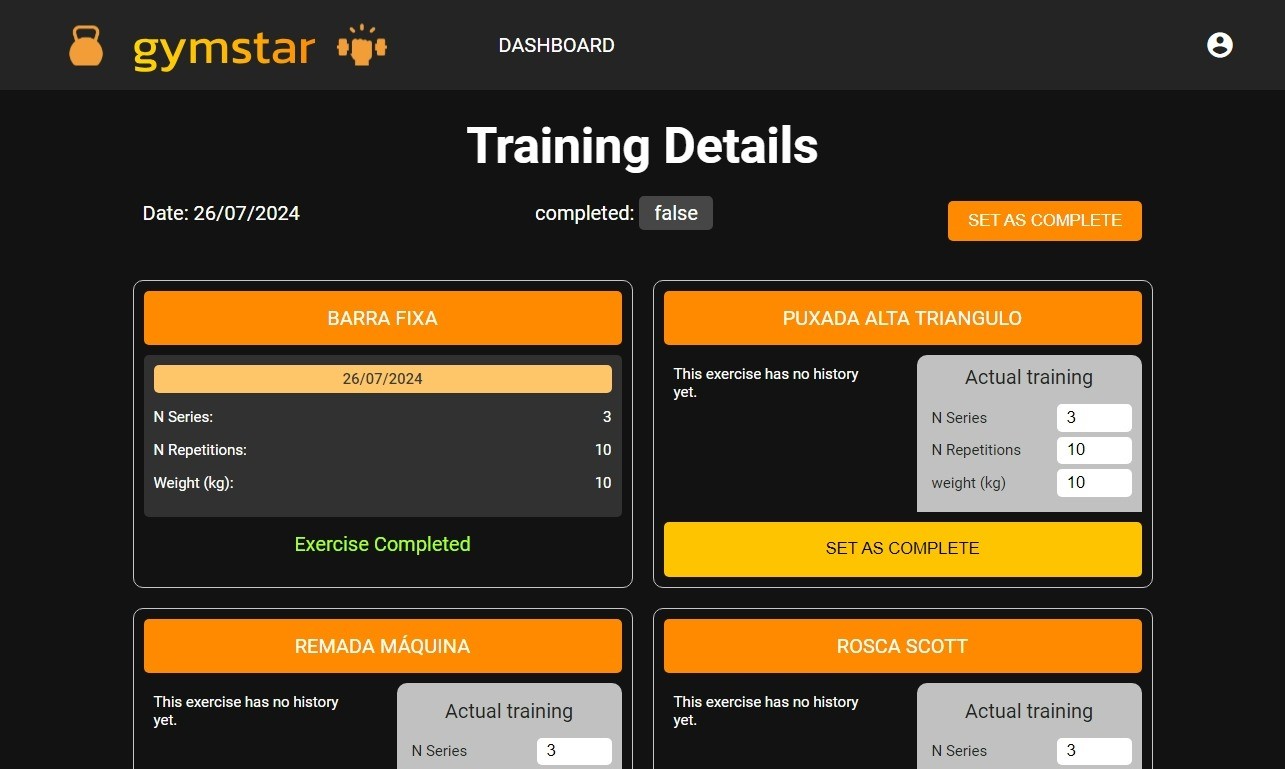 gymstar
DASHBOARD
Training Details
Date: 26/07/2024
completed: false
SET AS COMPLETE
BARRA FIXA
26/07/2024
N Series: 3
N Repetitions: 10
Weight (kg): 10
Exercise Completed
PUXADA ALTA TRIANGULO
This exercise has no history
yet.
Actual training
N Series 3
N Repetitions 10
weight (kg) 10
SET AS COMPLETE
REMADA MÁQUINA
This exercise has no history
yet.
Actual training
N Series 3
ROSCA SCOTT
This exercise has no history
yet.
Actual training
N Series 3